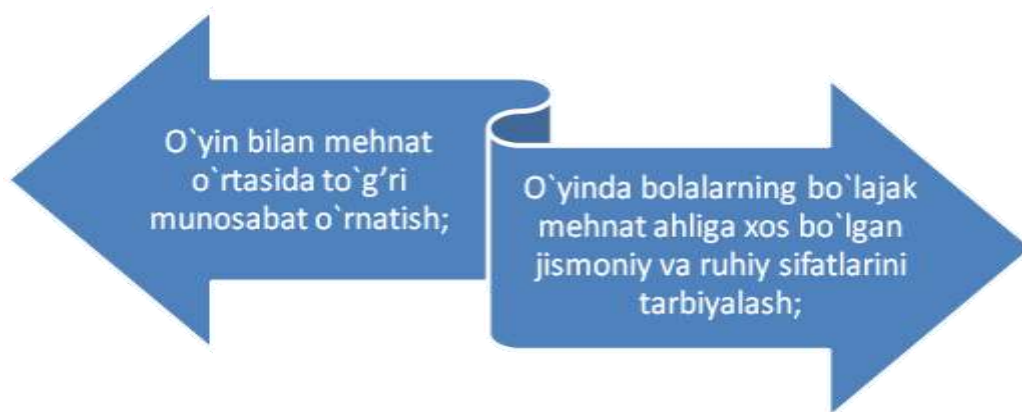 O`yin bilan mehnat
o`rtasida to`g’ri
munosabat o`rnatish;
O`yinda bolalarning bo`lajak
mehnat ahliga xos bo`lgan
jismoniy va ruhiy sifatlarini
tarbiyalash;